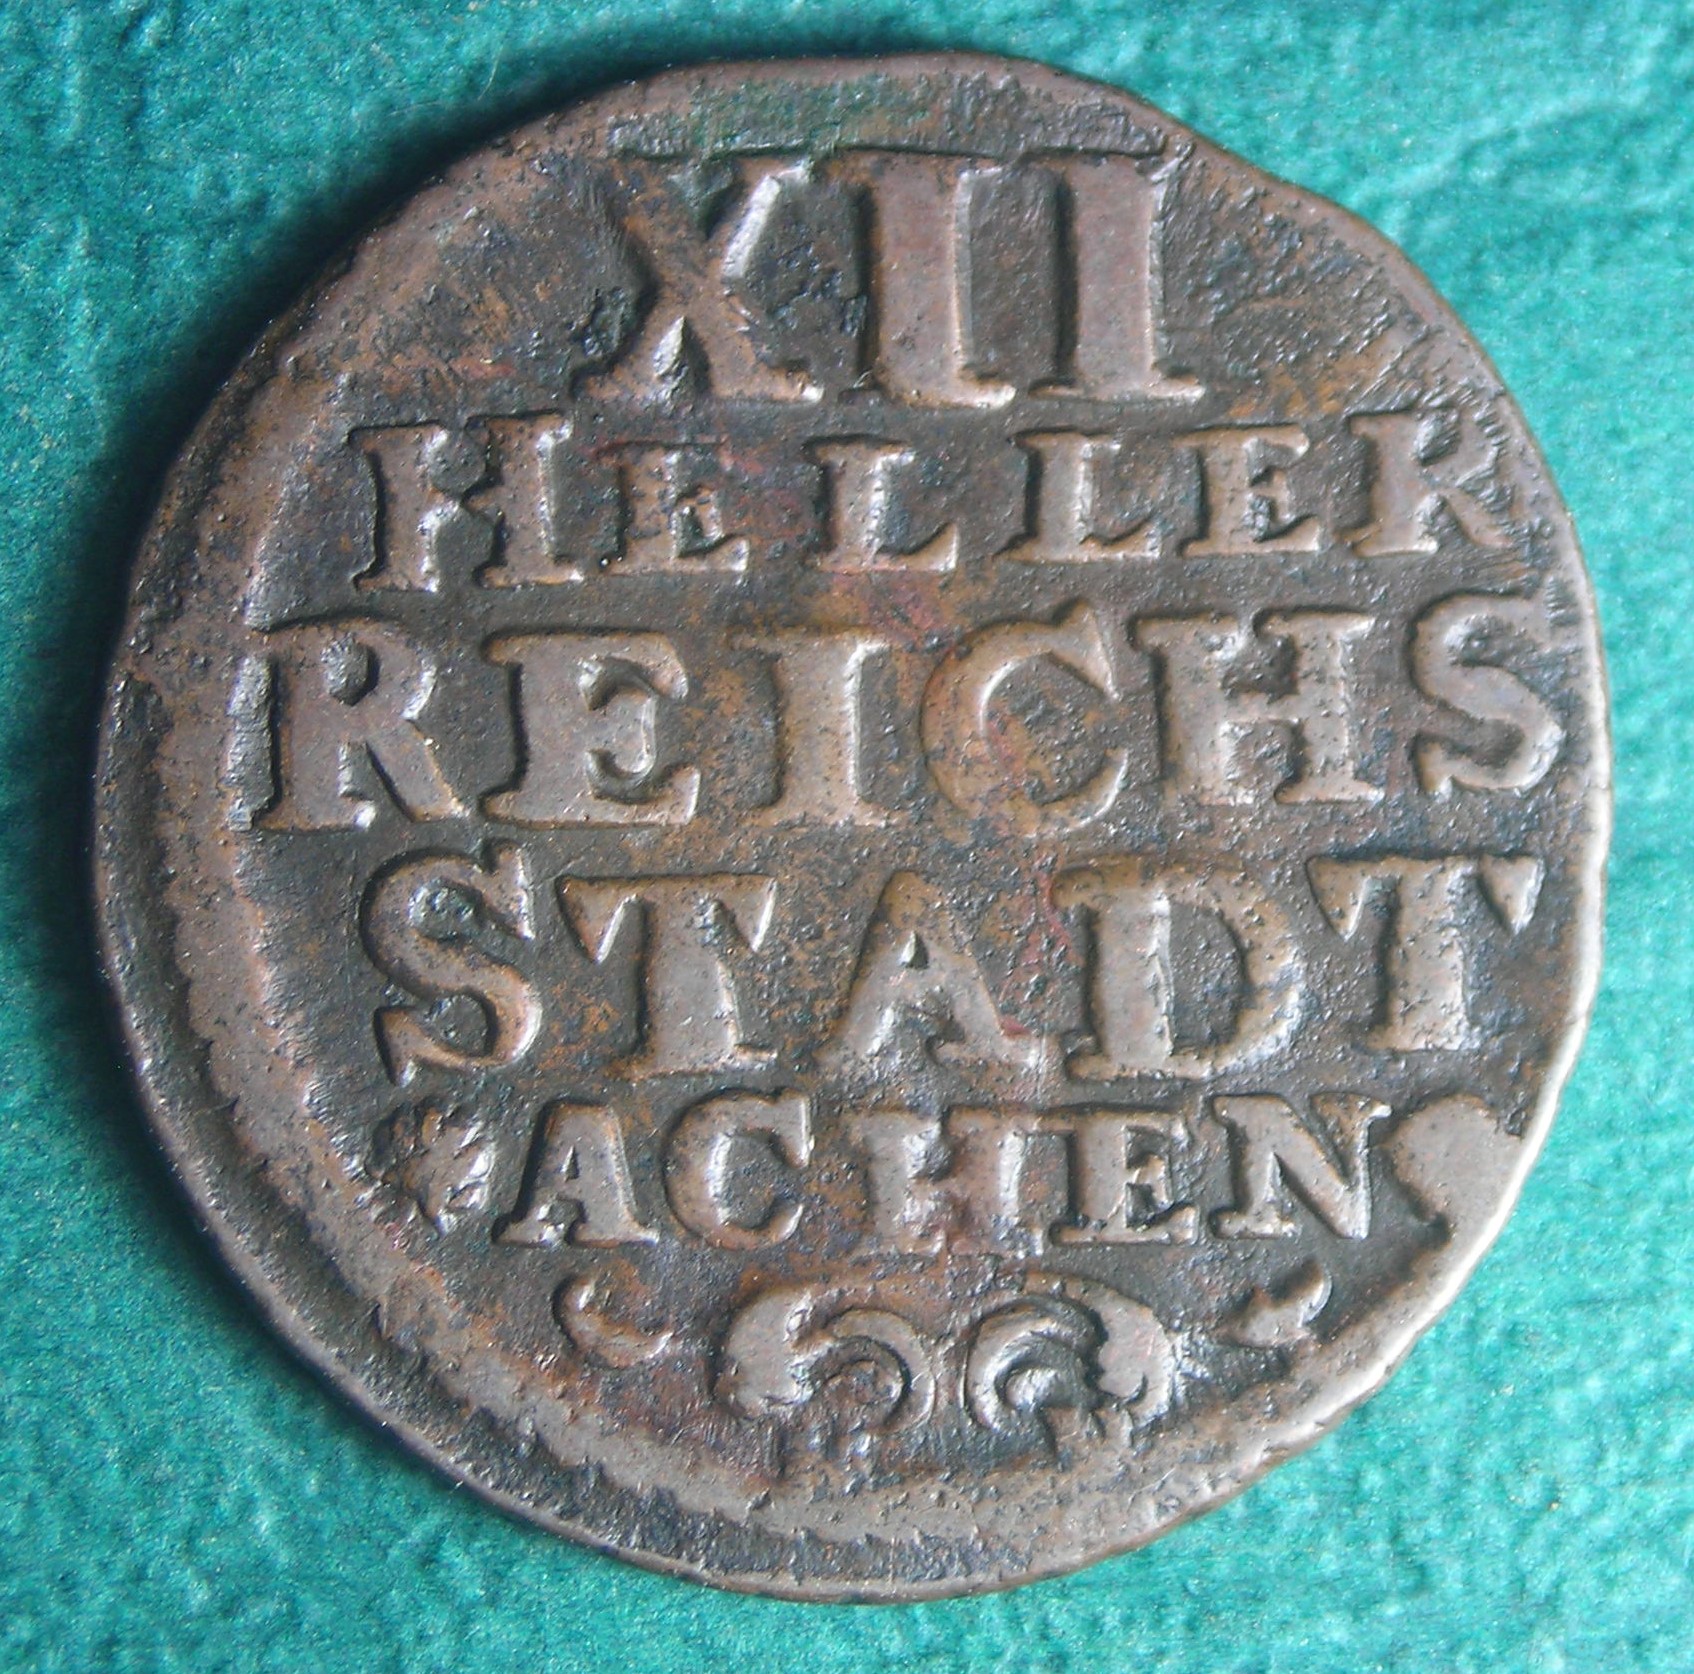 XII
HELLER
REICHS
STADT
ACHEN